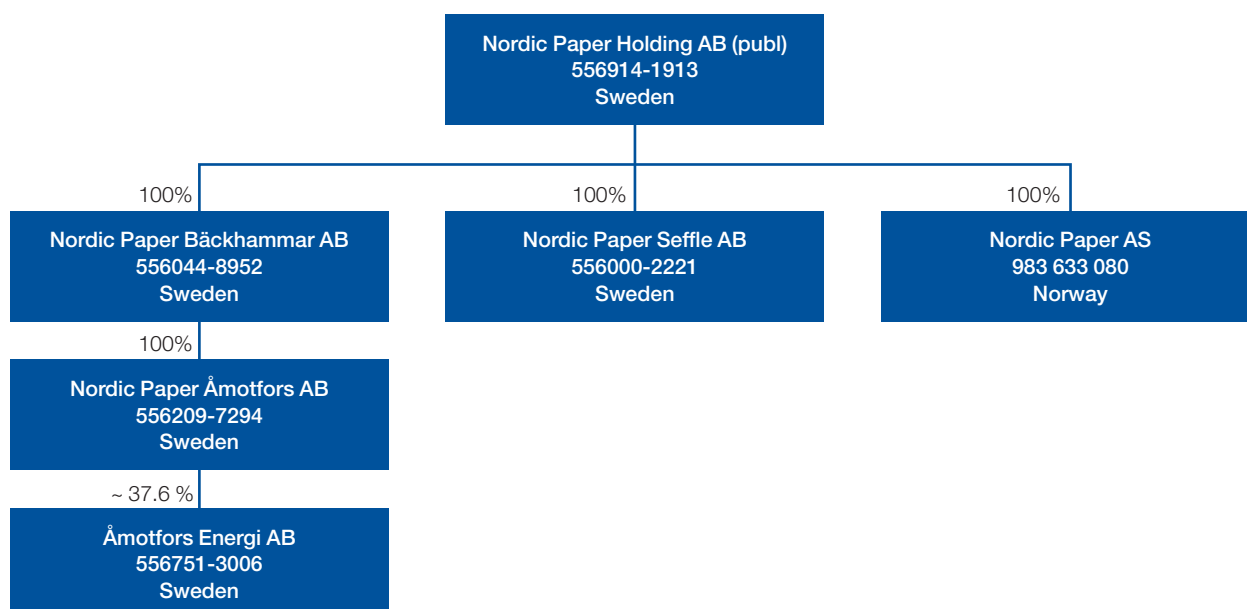 Nordic Paper Holding AB (publ)
556914-1913
Sweden
100%
100%
100%
Nordic Paper Bäckhammar AB
556044-8952
Sweden
Nordic Paper Seffle AB
556000-2221
Sweden
Nordic Paper AS
983 633 080
Norway
100%
Nordic Paper Åmotfors AB
556209-7294
Sweden
~ 37.6 %
Åmotfors Energi AB
556751-3006
Sweden